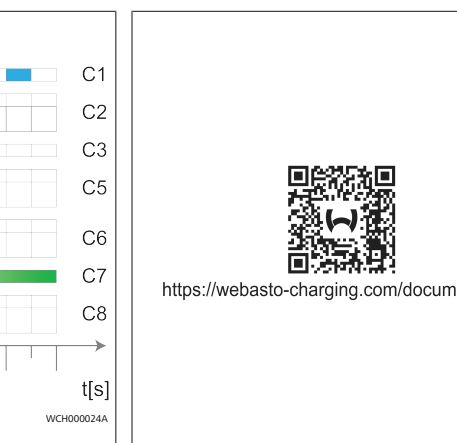 C1
C2
C3
C5
C6
C7
C8
t[s]
WCH000024A
https://webasto-charging.com/docum